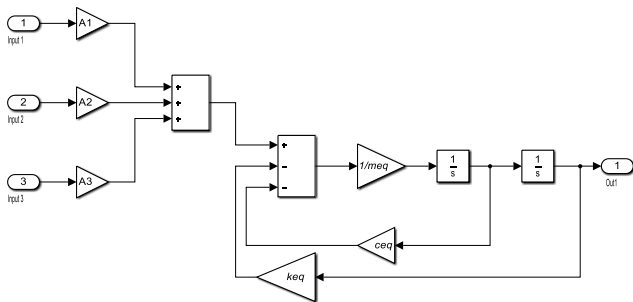 1
Input 1
A1
2
Input 2
A2
3
Input 3
A3
+
+
+
+
-
-
1/meq
1
s
1
s
1
Out1
ceq
keq